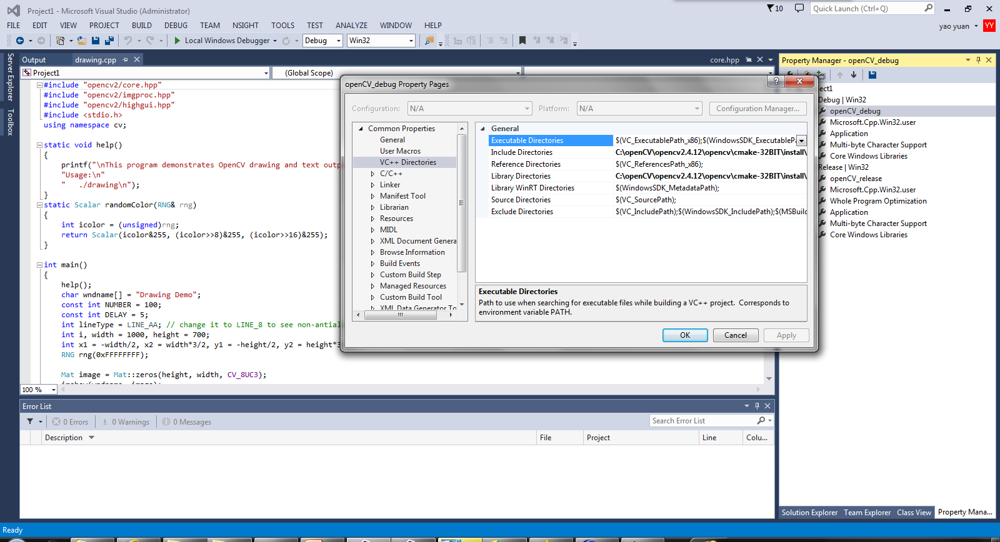 Project1 - Microsoft Visual Studio (Administrator)
10
Quick Launch (Ctrl+Q)
FILE EDIT VIEW PROJECT BUILD DEBUG TEAM NSIGHT TOOLS TEST ANALYZE WINDOW HELP
yao yuan
YY
Local Windows Debugger
Debug
Win32
Server Explorer
Toolbox
Output
drawing.cpp
core.hpp
Project1
(Global Scope)
#include "opencv2/core.hpp"
#include "opencv2/imgproc.hpp"
#include "opencv2/highgui.hpp"
#include <stdio.h>
using namespace cv;
static void help()
{
printf("\nThis program demonstrates OpenCV drawing and text outp
"Usage:\n"
" ./drawing\n");
}
static Scalar randomColor(RNG& rng)
{
int icolor = (unsigned)rng;
return Scalar(icolor&255, (icolor>>8)&255, (icolor>>16)&255);
}
int main()
{
help();
char wndname[] = "Drawing Demo";
const int NUMBER = 100;
const int DELAY = 5;
int lineType = LINE_AA; // change it to LINE_8 to see non-antial
int i, width = 1000, height = 700;
int x1 = -width/2, x2 = width*3/2, y1 = -height/2, y2 = height*3
RNG rng(0xFFFFFFFF);
Mat image = Mat::zeros(height, width, CV_8UC3);
100 %
openCV_debug Property Pages
Configuration:
N/A
Platform:
N/A
Configuration Manager...
Common Properties
General
User Macros
VC++ Directories
C/C++
Linker
Manifest Tool
Librarian
Resources
MIDL
XML Document Genera
Browse Information
Build Events
Custom Build Step
Managed Resources
Custom Build Tool
XML Data Generator To
General
Executable Directories $(VC_ExecutablePath_x86);$(WindowsSDK_ExecutablePa
Include Directories C:\openCV\opencv2.4.12\opencv\cmake-32BIT\install\
Reference Directories $(VC_ReferencesPath_x86);
Library Directories C:\openCV\opencv2.4.12\opencv\cmake-32BIT\install\
Library WinRT Directories $(WindowsSDK_MetadataPath);
Source Directories $(VC_SourcePath);
Exclude Directories $(VC_IncludePath);$(WindowsSDK_IncludePath);$(MSBuild
Executable Directories
Path to use when searching for executable files while building a VC++ project. Corresponds to
environment variable PATH.
OK
Cancel
Apply
Property Manager - openCV_debug
ect1
Debug | Win32
openCV_debug
Microsoft.Cpp.Win32.user
Application
Multi-byte Character Support
Core Windows Libraries
Release | Win32
openCV_release
Microsoft.Cpp.Win32.user
Whole Program Optimization
Application
Multi-byte Character Support
Core Windows Libraries
Error List
0 Errors
0 Warnings
0 Messages
Search Error List
Description File Project Line Colu...
Solution Explorer Team Explorer Class View Property Mana...
Ready